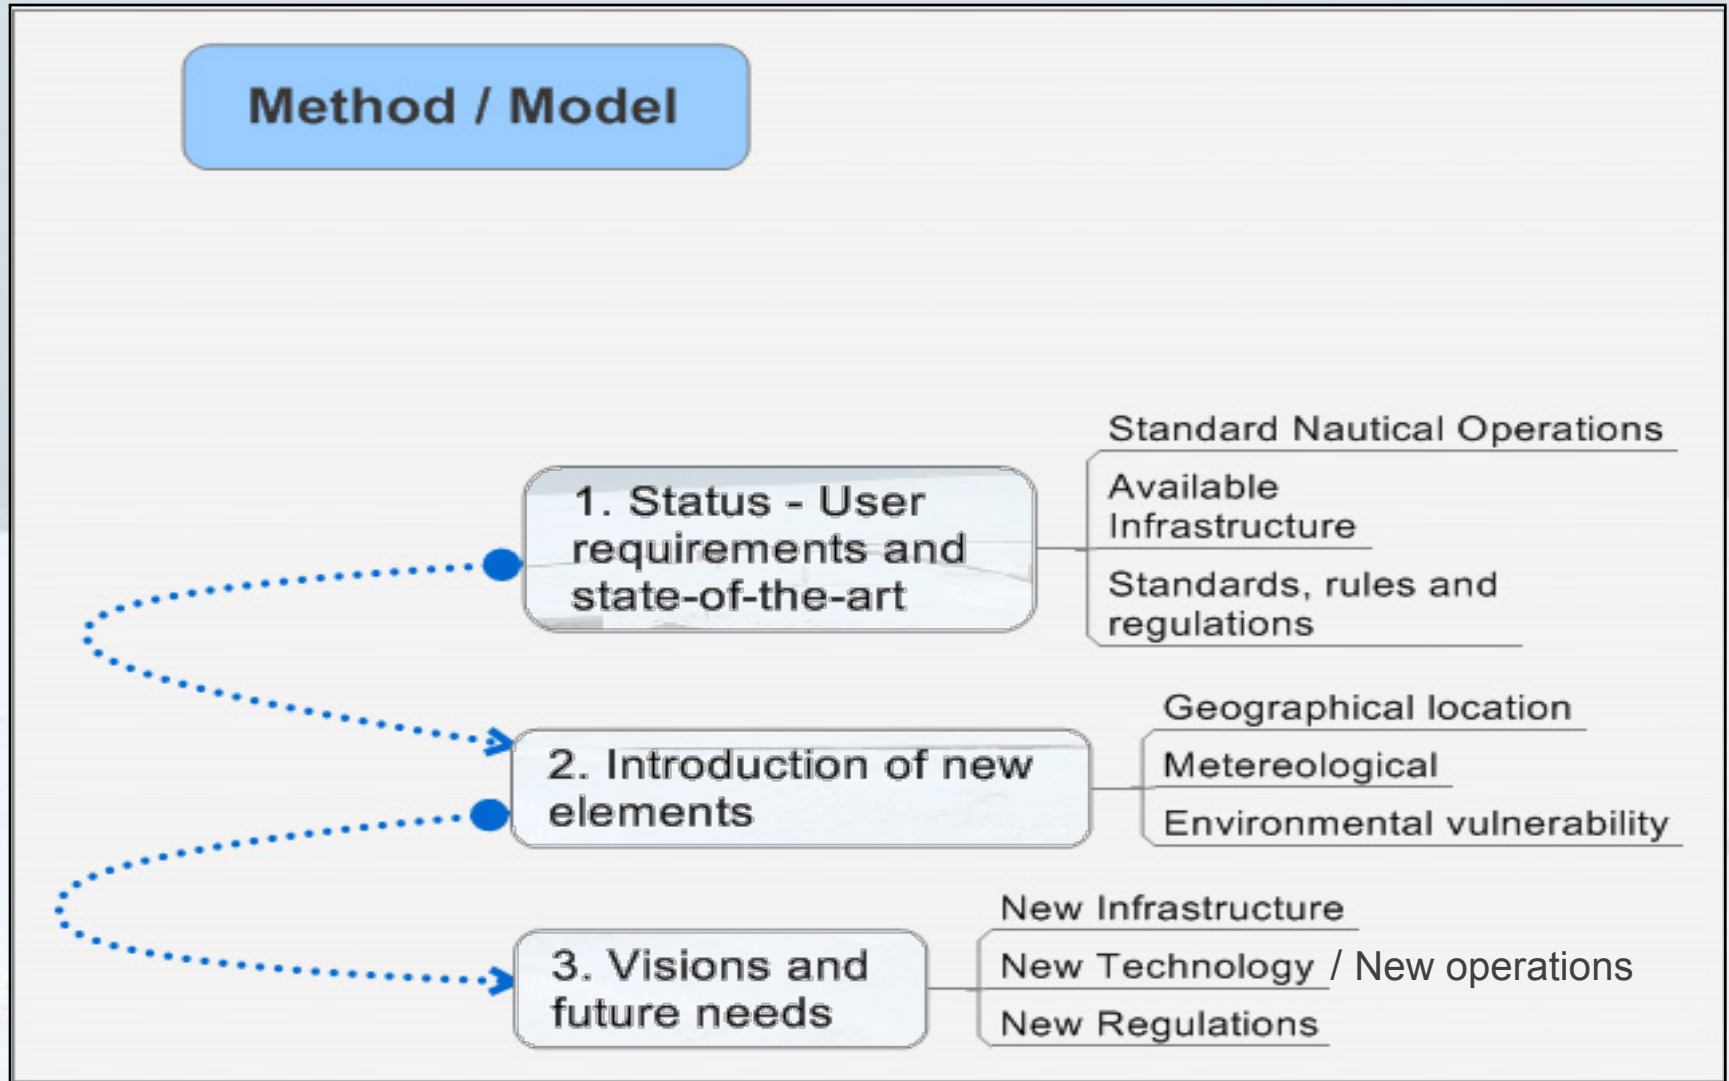 Method / Model
Standard Nautical Operations
1. Status - User
requirements and
state-of-the-art
Available
Infrastructure
Standards, rules and
regulations
2. Introduction of new
elements
Geographical location
Metereological
Environmental vulnerability
3. Visions and
future needs
New Infrastructure
New Technology / New operations
New Regulations